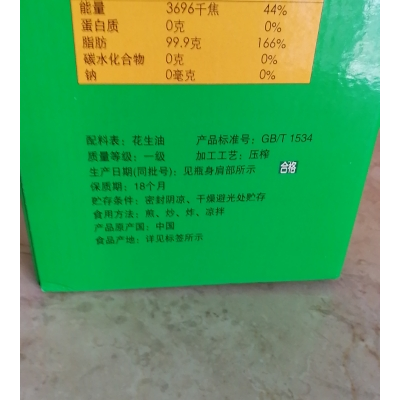 能量 3696千焦 44%
蛋白质 0克 0%
脂肪 99.9克 166%
碳水化合物 0克 0%
钠 0毫克 0%
配料表：花生油 产品标准号：GB/T 1534
质量等级：一级 加工工艺：压榨
生产日期(同批号)：见瓶身肩部所示 合格
保质期：18个月
贮存条件：密封阴凉、干燥避光处贮存
食用方法：煎、炒、炸、凉拌
产品原产国：中国
食品产地：详见标签所示